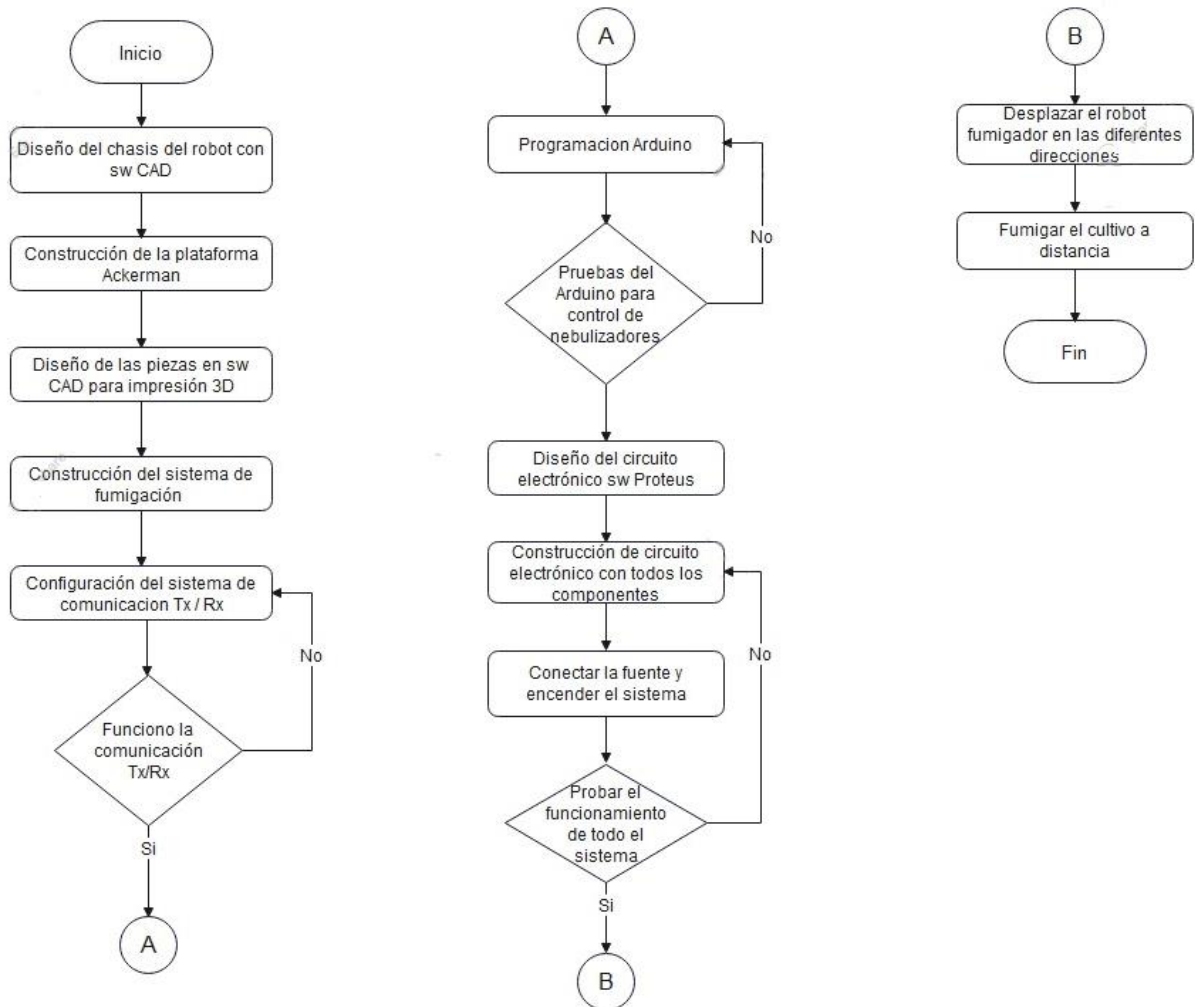 Inicio
Diseño del chasis del robot con
sw CAD
Construcción de la plataforma
Ackerman
Diseño de las piezas en sw
CAD para impresión 3D
Construcción del sistema de
fumigación
Configuración del sistema de
comunicacion Tx / Rx
No
Funciono la
comunicación
Tx/Rx
Si
A
A
Programacion Arduino
No
Pruebas del
Arduino para
control de
nebulizadores
Diseño del circuito
electrónico sw Proteus
Construcción de circuito
electrónico con todos los
componentes
Conectar la fuente y
encender el sistema
No
Probar el
funcionamiento
de todo el
sistema
Si
B
B
Desplazar el robot
fumigador en las diferentes
direcciones
Fumigar el cultivo a
distancia
Fin